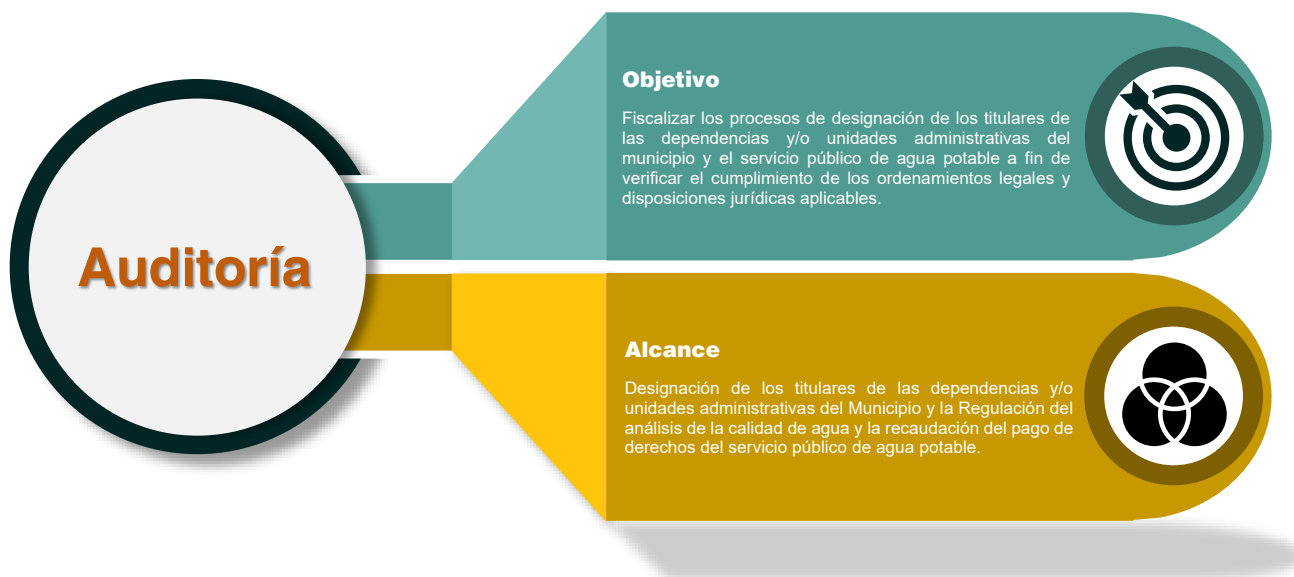 Auditoría
Objetivo
Fiscalizar los procesos de designación de los titulares de
las dependencias y/o unidades administrativas del
municipio y el servicio público de agua potable a fin de
verificar el cumplimiento de los ordenamientos legales y
disposiciones jurídicas aplicables.
Alcance
Designación de los titulares de las dependencias y/o
unidades administrativas del Municipio y la Regulación del
análisis de la calidad de agua y la recaudación del pago de
derechos del servicio público de agua potable.